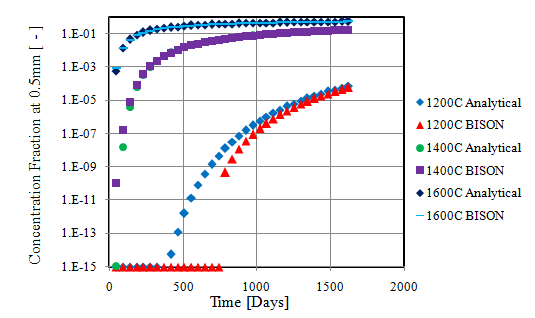 Concentration Fraction at 0.5mm [ - ]
1.E-01
1.E-03
1.E-05
1.E-07
1.E-09
1.E-11
1.E-13
1.E-15
0 500 1000 1500 2000
Time [Days]
1200C Analytical
1200C BISON
1400C Analytical
1400C BISON
1600C Analytical
1600C BISON